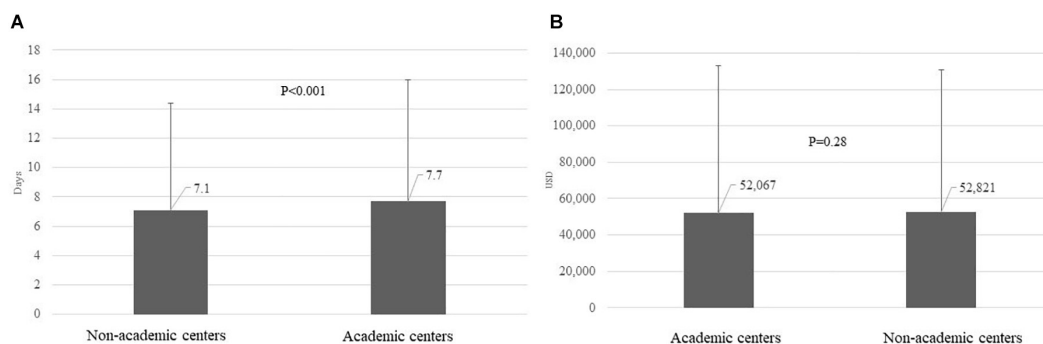 A
18
16
14
12
10
8
6
4
2
0
Days
P<0.001
7.1
7.7
Non-academic centers
Academic centers
B
140,000
120,000
100,000
80,000
60,000
40,000
20,000
0
USD
P=0.28
52,067
52,821
Academic centers
Non-academic centers